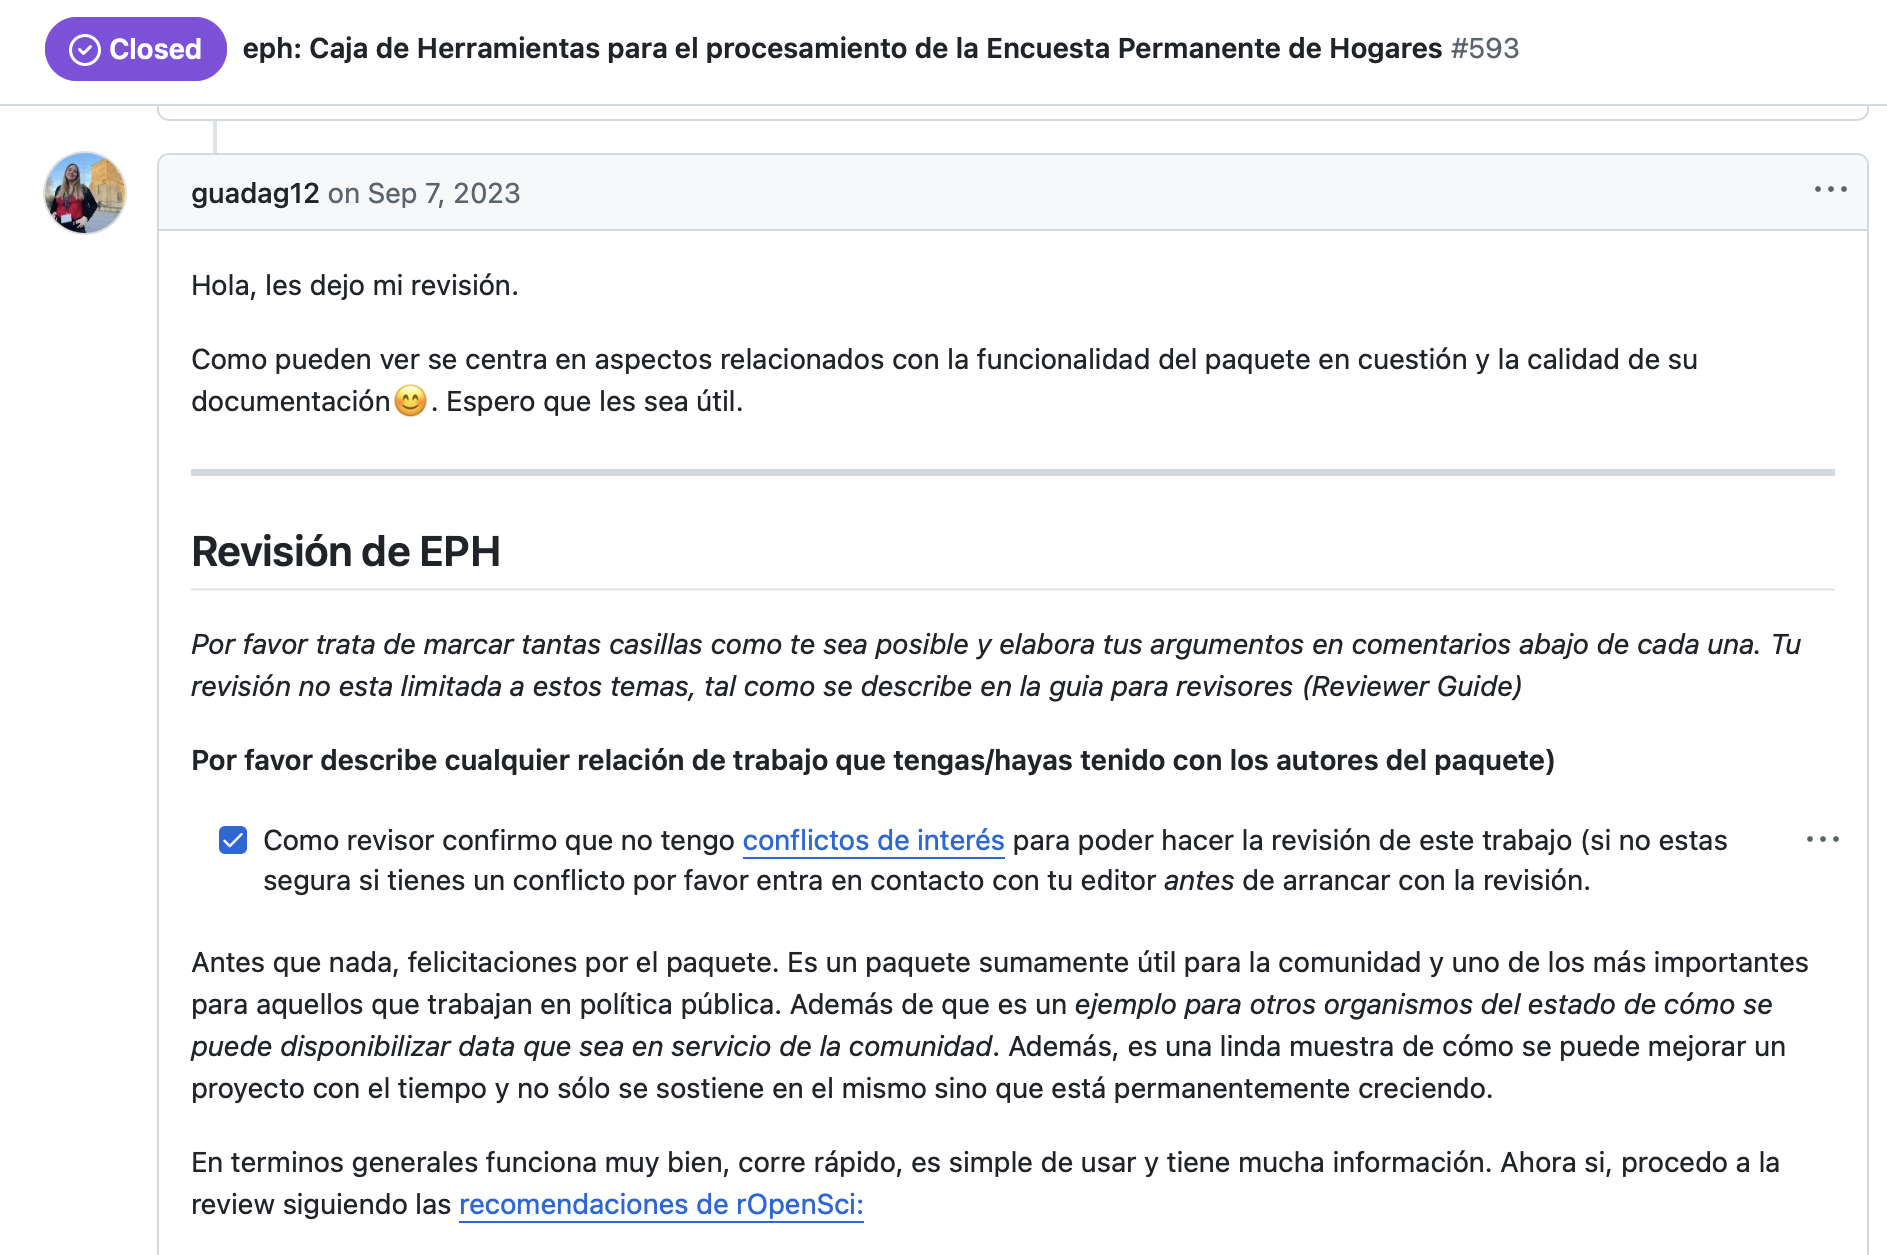 Closed eph: Caja de Herramientas para el procesamiento de la Encuesta Permanente de Hogares #593
guadag12 on Sep 7, 2023
Hola, les dejo mi revisión.
Como pueden ver se centra en aspectos relacionados con la funcionalidad del paquete en cuestión y la calidad de su
documentación😊. Espero que les sea útil.
Revisión de EPH
Por favor trata de marcar tantas casillas como te sea posible y elabora tus argumentos en comentarios abajo de cada una. Tu
revisión no esta limitada a estos temas, tal como se describe en la guia para revisores (Reviewer Guide)
Por favor describe cualquier relación de trabajo que tengas/hayas tenido con los autores del paquete)
Como revisor confirmo que no tengo conflictos de interés para poder hacer la revisión de este trabajo (si no estas
segura si tienes un conflicto por favor entra en contacto con tu editor antes de arrancar con la revisión.
Antes que nada, felicitaciones por el paquete. Es un paquete sumamente útil para la comunidad y uno de los más importantes
para aquellos que trabajan en política pública. Además de que es un ejemplo para otros organismos del estado de cómo se
puede disponibilizar data que sea en servicio de la comunidad. Además, es una linda muestra de cómo se puede mejorar un
proyecto con el tiempo y no sólo se sostiene en el mismo sino que está permanentemente creciendo.
En terminos generales funciona muy bien, corre rápido, es simple de usar y tiene mucha información. Ahora si, procedo a la
review siguiendo las recomendaciones de rOpenSci: